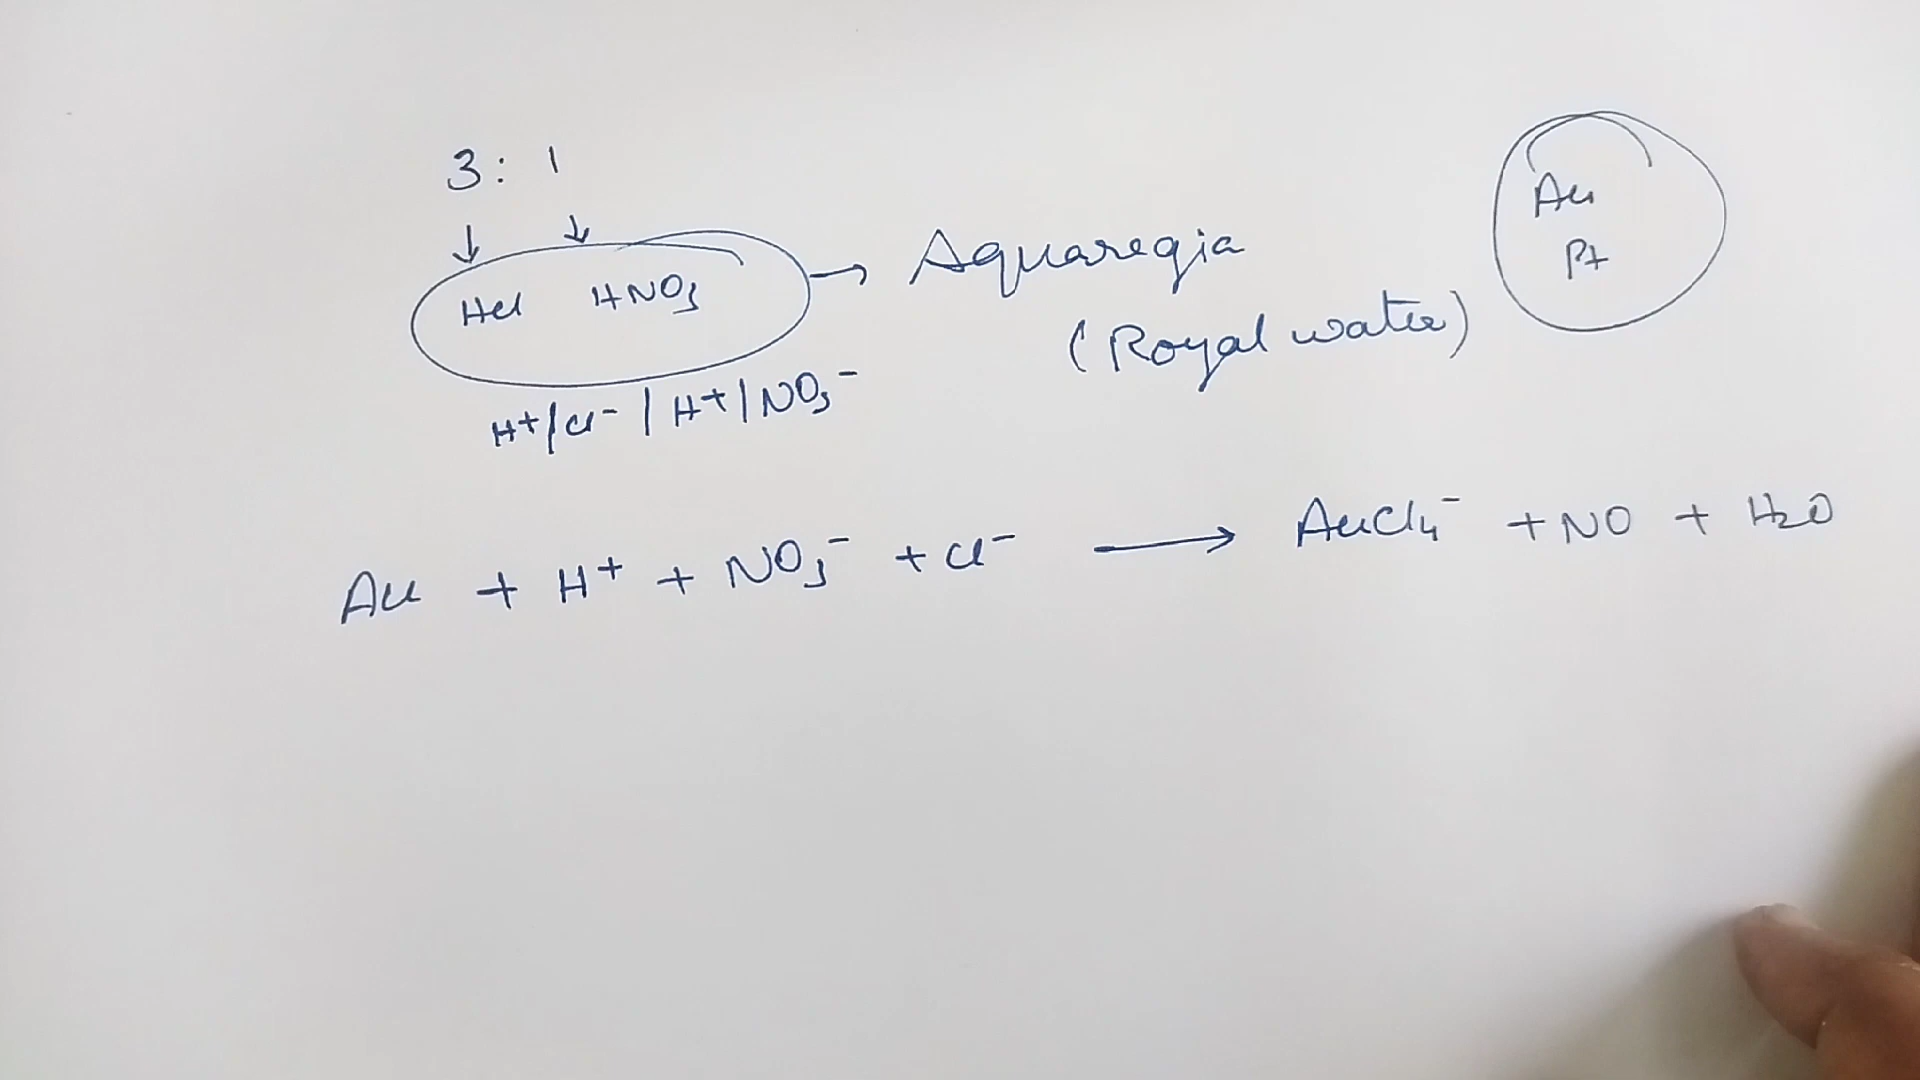 3 : 1
↓ ↓
HCl HNO₃ → Aquaregia
(Royal water)
Au
Pt
H⁺/Cl⁻ / H⁺/NO₃⁻
Au + H⁺ + NO₃⁻ + Cl⁻ ⟶ AuCl₄⁻ + NO + H₂O